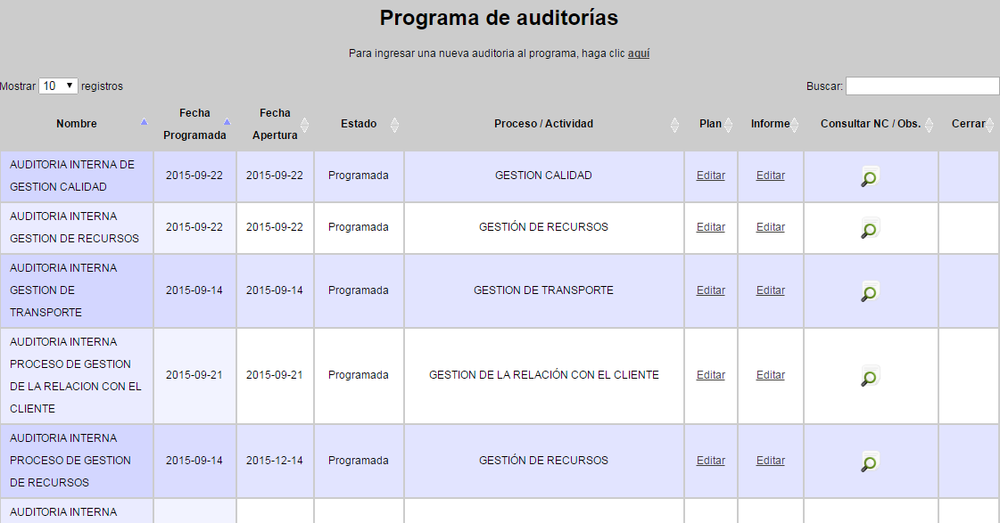 Programa de auditorías
Para ingresar una nueva auditoria al programa, haga clic aquí
Mostrar 10 registros
Buscar:
Nombre
Fecha
Programada
Fecha
Apertura
Estado
Proceso / Actividad
Plan
Informe
Consultar NC / Obs.
Cerrar
AUDITORIA INTERNA DE
GESTION CALIDAD
2015-09-22
2015-09-22
Programada
GESTION CALIDAD
Editar
Editar
AUDITORIA INTERNA
GESTION DE RECURSOS
2015-09-22
2015-09-22
Programada
GESTIÓN DE RECURSOS
Editar
Editar
AUDITORIA INTERNA
GESTION DE
TRANSPORTE
2015-09-14
2015-09-14
Programada
GESTION DE TRANSPORTE
Editar
Editar
AUDITORIA INTERNA
PROCESO DE GESTION
DE LA RELACION CON EL
CLIENTE
2015-09-21
2015-09-21
Programada
GESTION DE LA RELACIÓN CON EL CLIENTE
Editar
Editar
AUDITORIA INTERNA
PROCESO DE GESTION
DE RECURSOS
2015-09-14
2015-12-14
Programada
GESTIÓN DE RECURSOS
Editar
Editar
AUDITORIA INTERNA